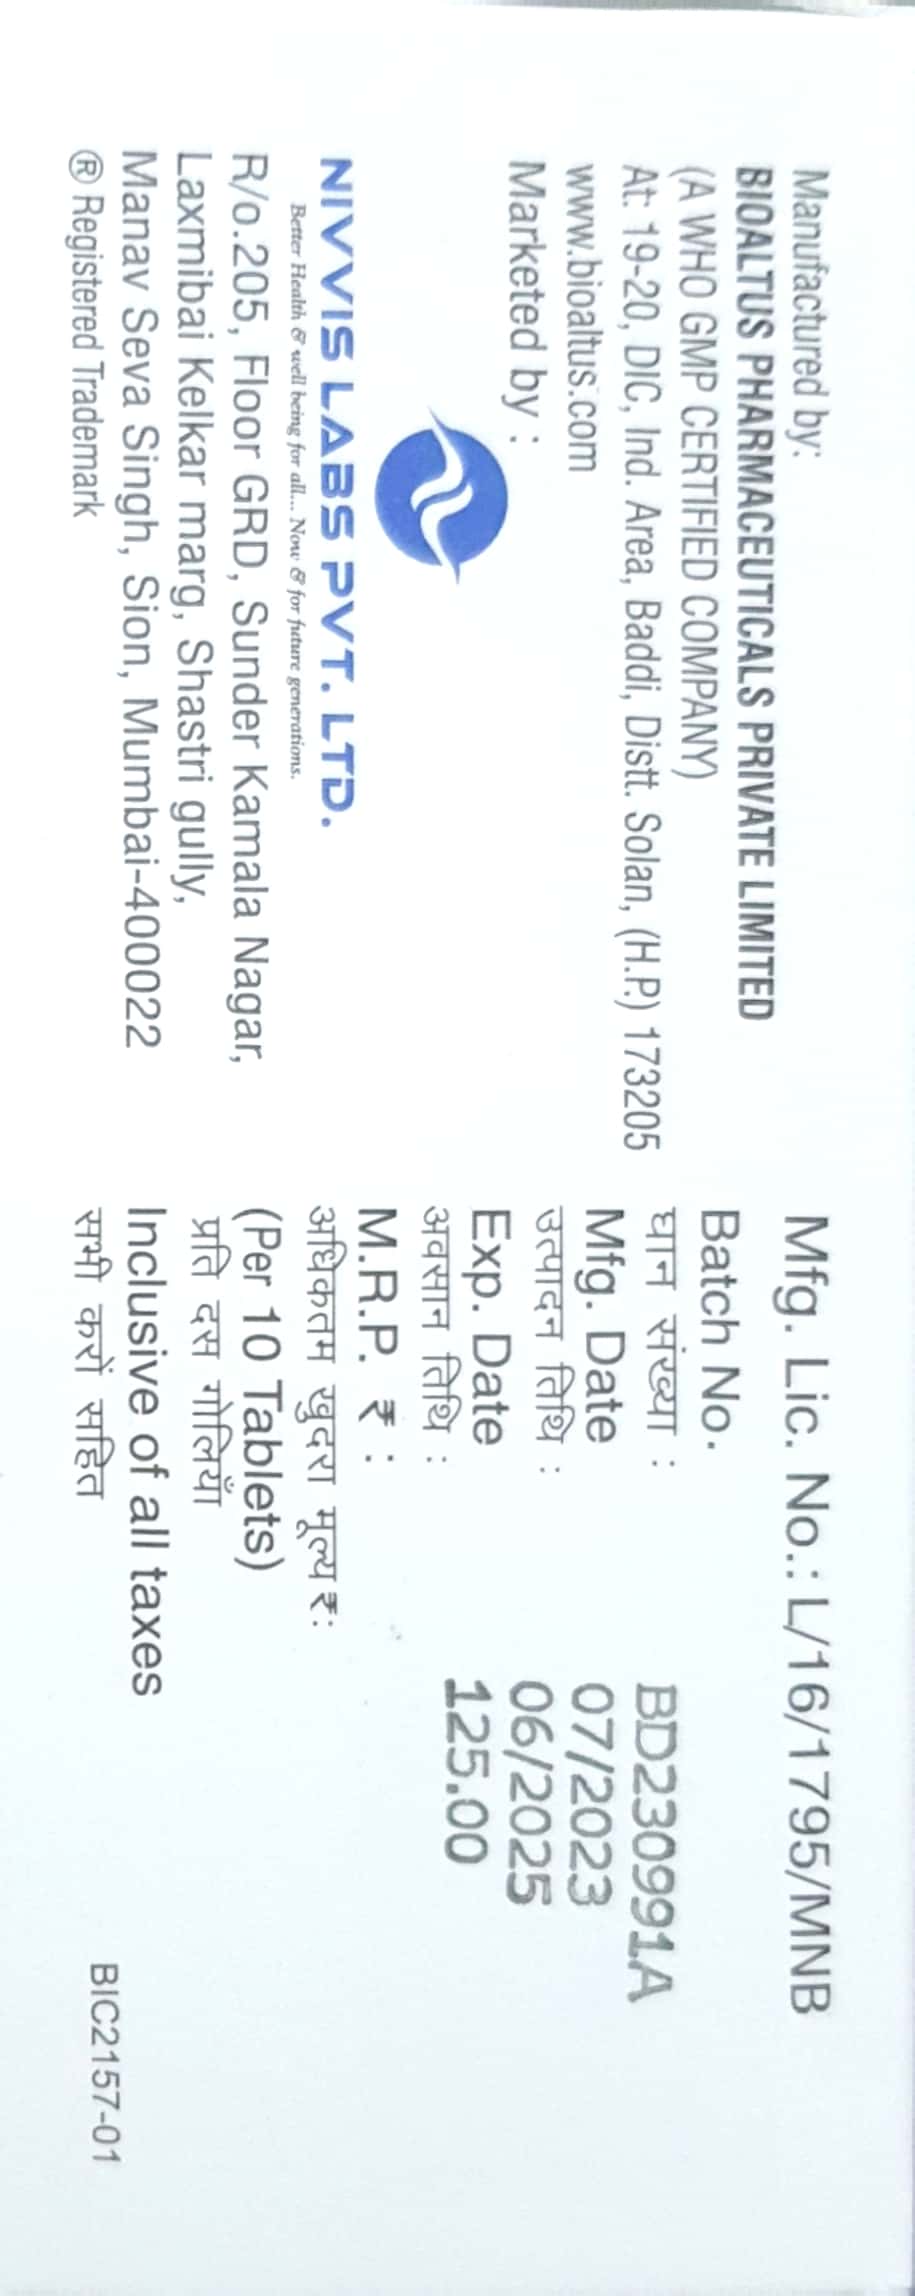 Manufactured by:
BIOALTUS PHARMACEUTICALS PRIVATE LIMITED
(A WHO GMP CERTIFIED COMPANY)
At: 19-20, DIC, Ind. Area, Baddi, Distt. Solan, (H.P.) 173205
www.bioaltus.com
Marketed by :
NIVVIS LABS PVT. LTD.
Better Health & well being for all... Now & for future generations.
R/o.205, Floor GRD, Sunder Kamala Nagar,
Laxmibai Kelkar marg, Shastri gully,
Manav Seva Singh, Sion, Mumbai-400022
® Registered Trademark
Mfg. Lic. No.: L/16/1795/MNB
Batch No.
घान संख्या :
Mfg. Date
उत्पादन तिथि :
Exp. Date
अवसान तिथि :
M.R.P. ₹ :
अधिकतम खुदरा मूल्य ₹:
(Per 10 Tablets)
प्रति दस गोलियाँ
Inclusive of all taxes
सभी करों सहित
BD230991A
07/2023
06/2025
125.00
BIC2157-01